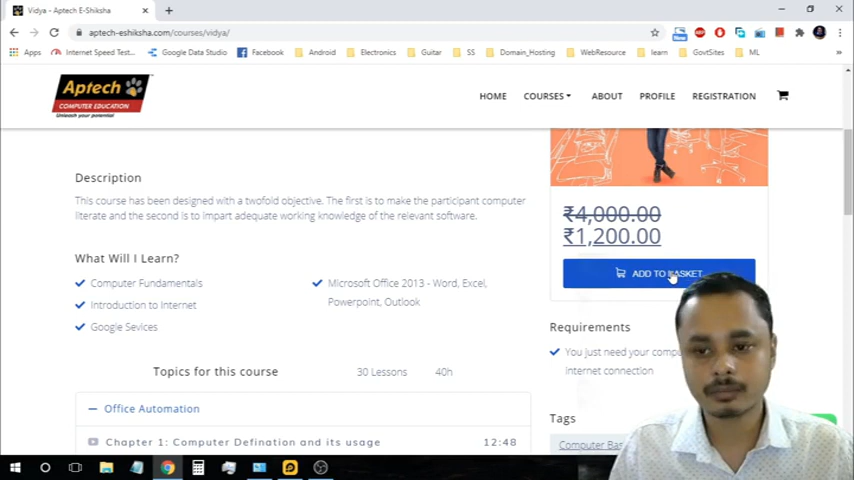 Vidya - Aptech E-Shiksha
aptech-eshiksha.com/courses/vidya/
Apps
Internet Speed Test...
Google Data Studio
Facebook
Android
Electronics
Guitar
SS
Domain_Hosting
WebResource
learn
GovtSites
ML
New
Aptech
COMPUTER EDUCATION
Unleash your potential
HOME
COURSES
ABOUT
PROFILE
REGISTRATION
Description
This course has been designed with a twofold objective. The first is to make the participant computer
literate and the second is to impart adequate working knowledge of the relevant software.
What Will I Learn?
Computer Fundamentals
Introduction to Internet
Google Sevices
Microsoft Office 2013 - Word, Excel,
Powerpoint, Outlook
Topics for this course
30 Lessons
40h
Office Automation
Chapter 1: Computer Defination and its usage
12:48
₹4,000.00
₹1,200.00
ADD TO BASKET
Requirements
You just need your
internet connection
Tags
Computer